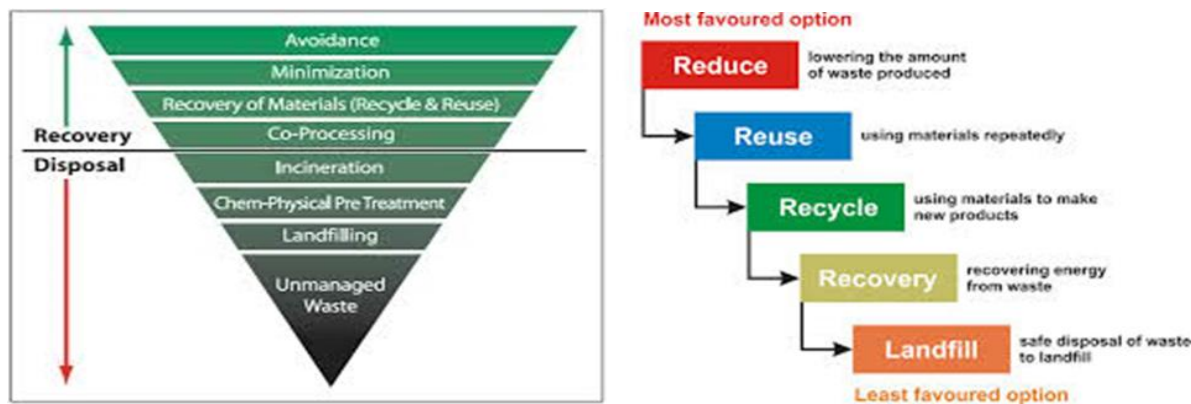 Avoidance
Minimization
Recovery of Materials (Recycle & Reuse)
Co-Processing
Recovery
Disposal
Incineration
Chem-Physical Pre Treatment
Landfilling
Unmanaged
Waste
Most favoured option
Reduce
lowering the amount
of waste produced
Reuse
using materials repeatedly
Recycle
using materials to make
new products
Recovery
recovering energy
from waste
Landfill
safe disposal of waste
to landfill
Least favoured option